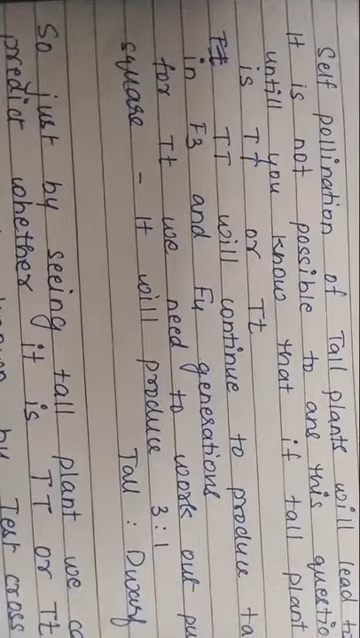 Self pollination of Tall plants will lead t
It is not possible to ans this questio
untill you know that if tall plant
is TT or Tt
TT will continue to produce ta
in F3 and F4 generations
for Tt we need to work out pu
square - It will produce 3:1
Tall : Dwarf
So just by seeing tall plant we ca
predict whether it is TT or Tt
by Test cross